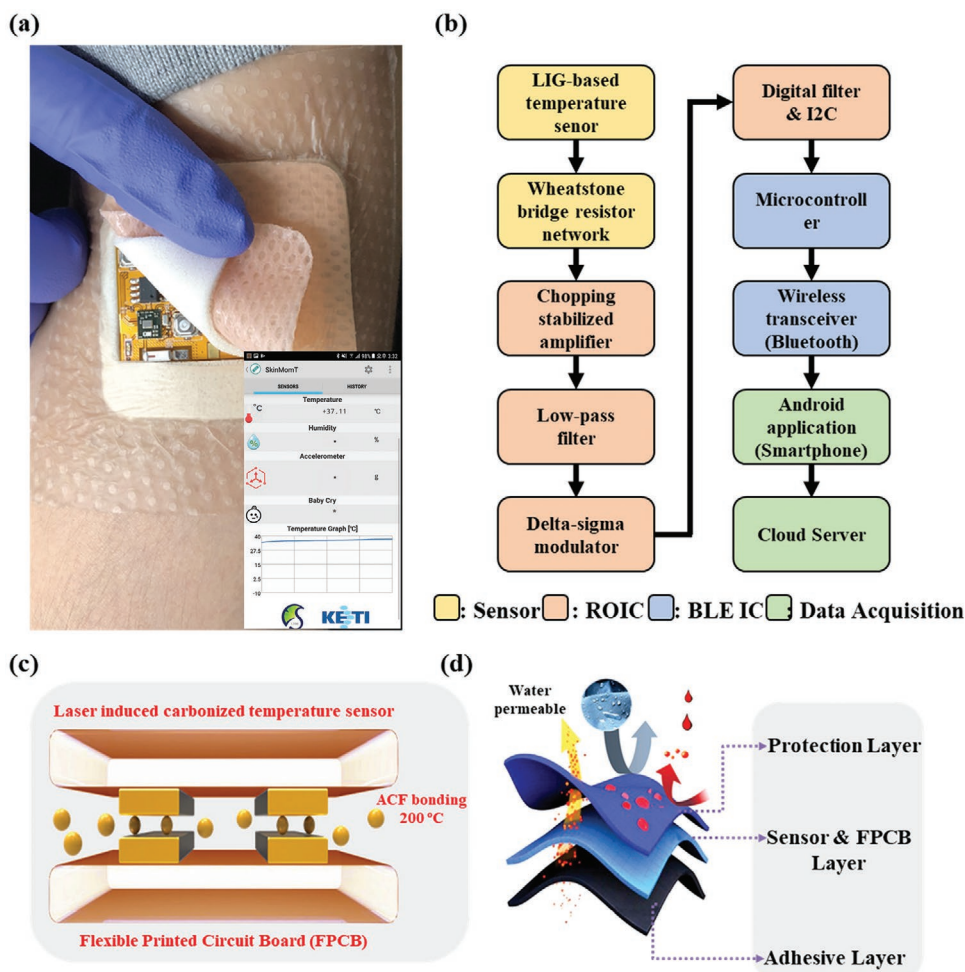 (a)
SkinMomT
98%
3:32
SENSORS
HISTORY
Temperature
°C
+37.11 °C
Humidity
%
Accelerometer
g
Baby Cry
Temperature Graph [°C]
40
27.5
15
2.5
-10
KETI
(b)
LIG-based
temperature
senor
Wheatstone
bridge resistor
network
Chopping
stabilized
amplifier
Low-pass
filter
Delta-sigma
modulator
Digital filter
& I2C
Microcontroll
er
Wireless
transceiver
(Bluetooth)
Android
application
(Smartphone)
Cloud Server
: Sensor : ROIC : BLE IC : Data Acquisition
(c)
Laser induced carbonized temperature sensor
ACF bonding
200 °C
Flexible Printed Circuit Board (FPCB)
(d)
Water
permeable
Protection Layer
Sensor & FPCB
Layer
Adhesive Layer